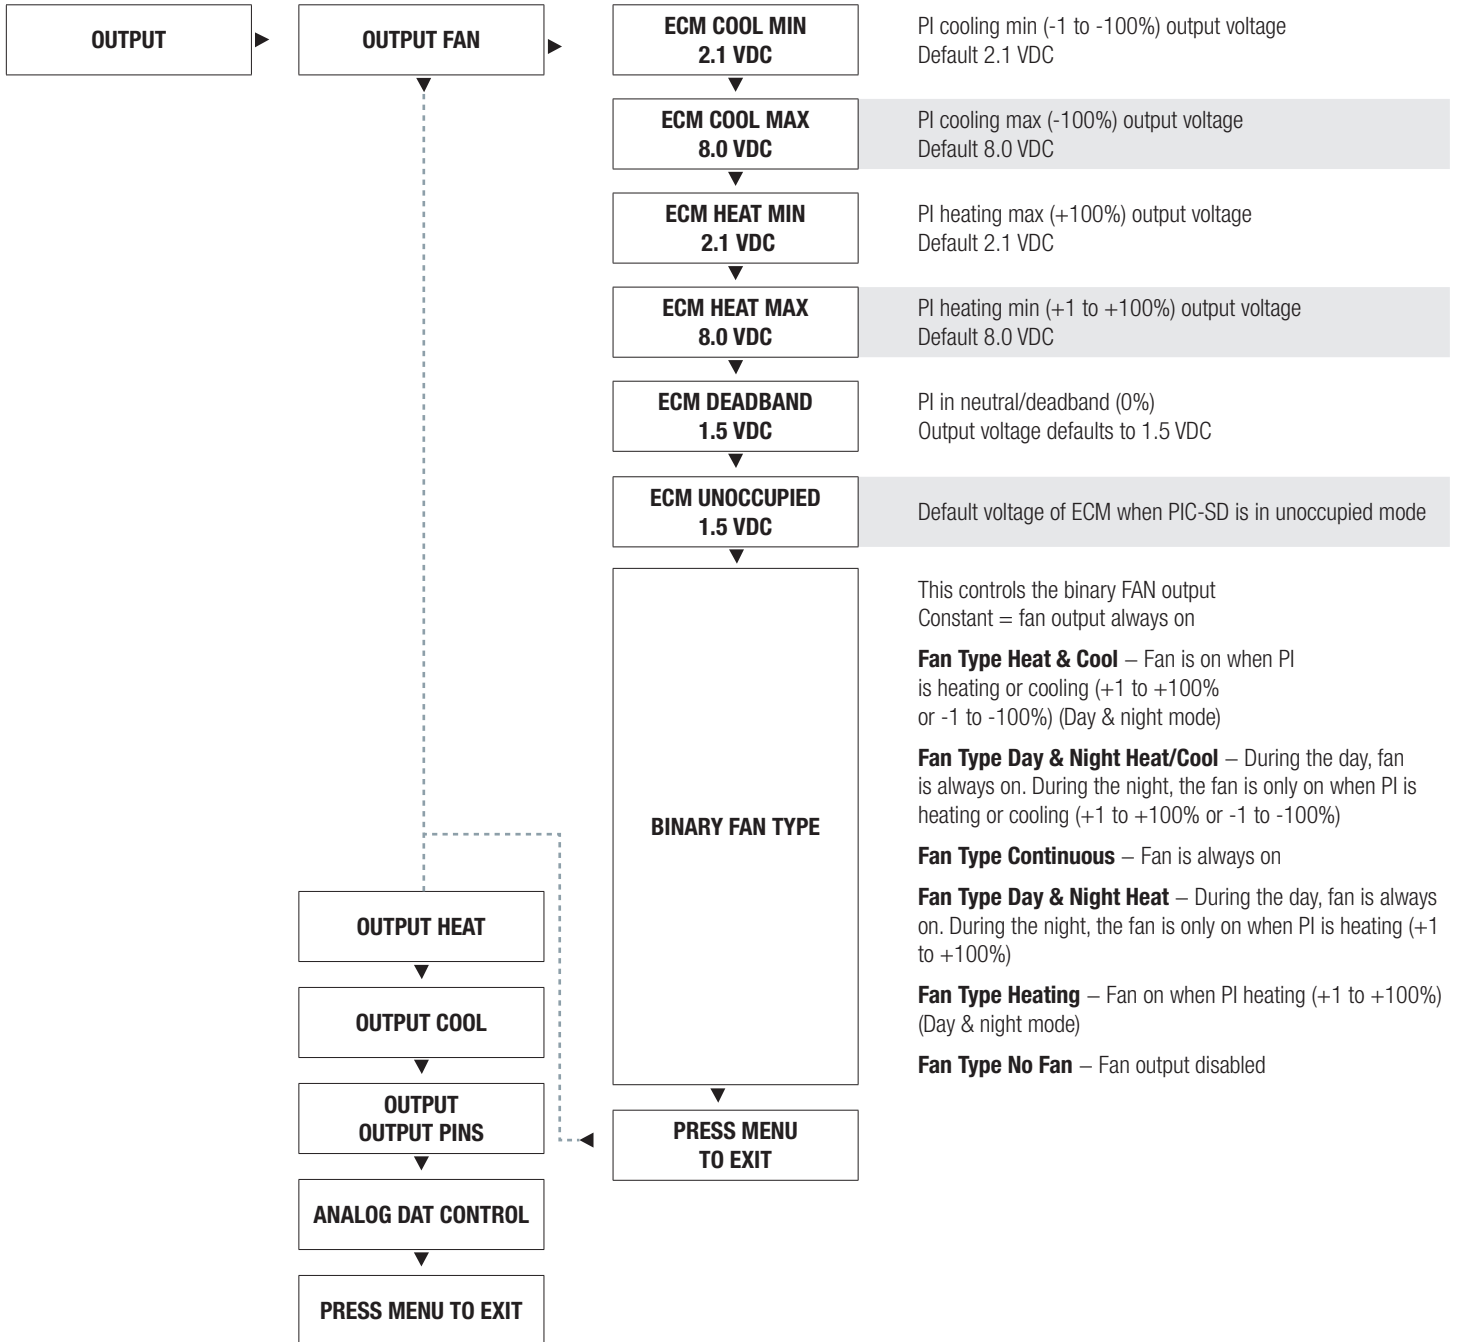 OUTPUT
OUTPUT FAN
ECM COOL MIN
2.1 VDC
PI cooling min (-1 to -100%) output voltage
Default 2.1 VDC
ECM COOL MAX
8.0 VDC
PI cooling max (-100%) output voltage
Default 8.0 VDC
ECM HEAT MIN
2.1 VDC
PI heating max (+100%) output voltage
Default 2.1 VDC
ECM HEAT MAX
8.0 VDC
PI heating min (+1 to +100%) output voltage
Default 8.0 VDC
ECM DEADBAND
1.5 VDC
PI in neutral/deadband (0%)
Output voltage defaults to 1.5 VDC
ECM UNOCCUPIED
1.5 VDC
Default voltage of ECM when PIC-SD is in unoccupied mode
BINARY FAN TYPE
This controls the binary FAN output
Constant = fan output always on
Fan Type Heat & Cool – Fan is on when PI
is heating or cooling (+1 to +100%
or -1 to -100%) (Day & night mode)
Fan Type Day & Night Heat/Cool – During the day, fan
is always on. During the night, the fan is only on when PI is
heating or cooling (+1 to +100% or -1 to -100%)
Fan Type Continuous – Fan is always on
Fan Type Day & Night Heat – During the day, fan is always
on. During the night, the fan is only on when PI is heating (+1
to +100%)
Fan Type Heating – Fan on when PI heating (+1 to +100%)
(Day & night mode)
Fan Type No Fan – Fan output disabled
PRESS MENU
TO EXIT
OUTPUT HEAT
OUTPUT COOL
OUTPUT
OUTPUT PINS
ANALOG DAT CONTROL
PRESS MENU TO EXIT